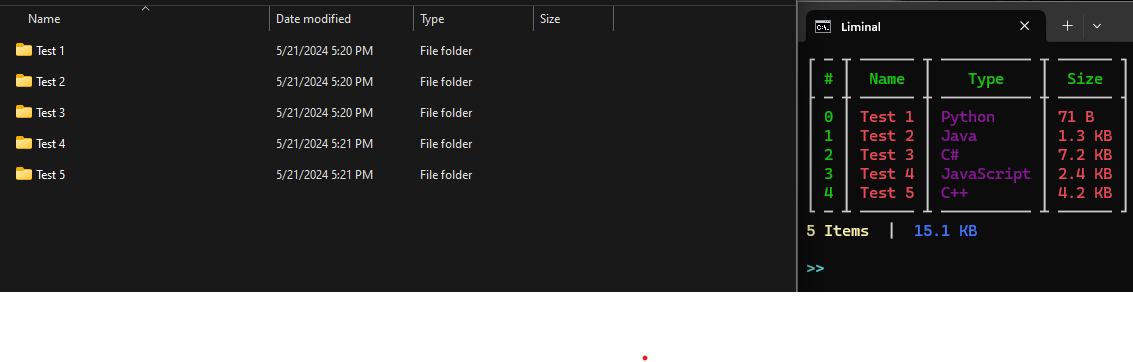 Name Date modified Type Size
Test 1 5/21/2024 5:20 PM File folder
Test 2 5/21/2024 5:20 PM File folder
Test 3 5/21/2024 5:20 PM File folder
Test 4 5/21/2024 5:21 PM File folder
Test 5 5/21/2024 5:21 PM File folder
Liminal
# Name Type Size
0 Test 1 Python 71 B
1 Test 2 Java 1.3 KB
2 Test 3 C# 7.2 KB
3 Test 4 JavaScript 2.4 KB
4 Test 5 C++ 4.2 KB
5 Items | 15.1 KB
>>